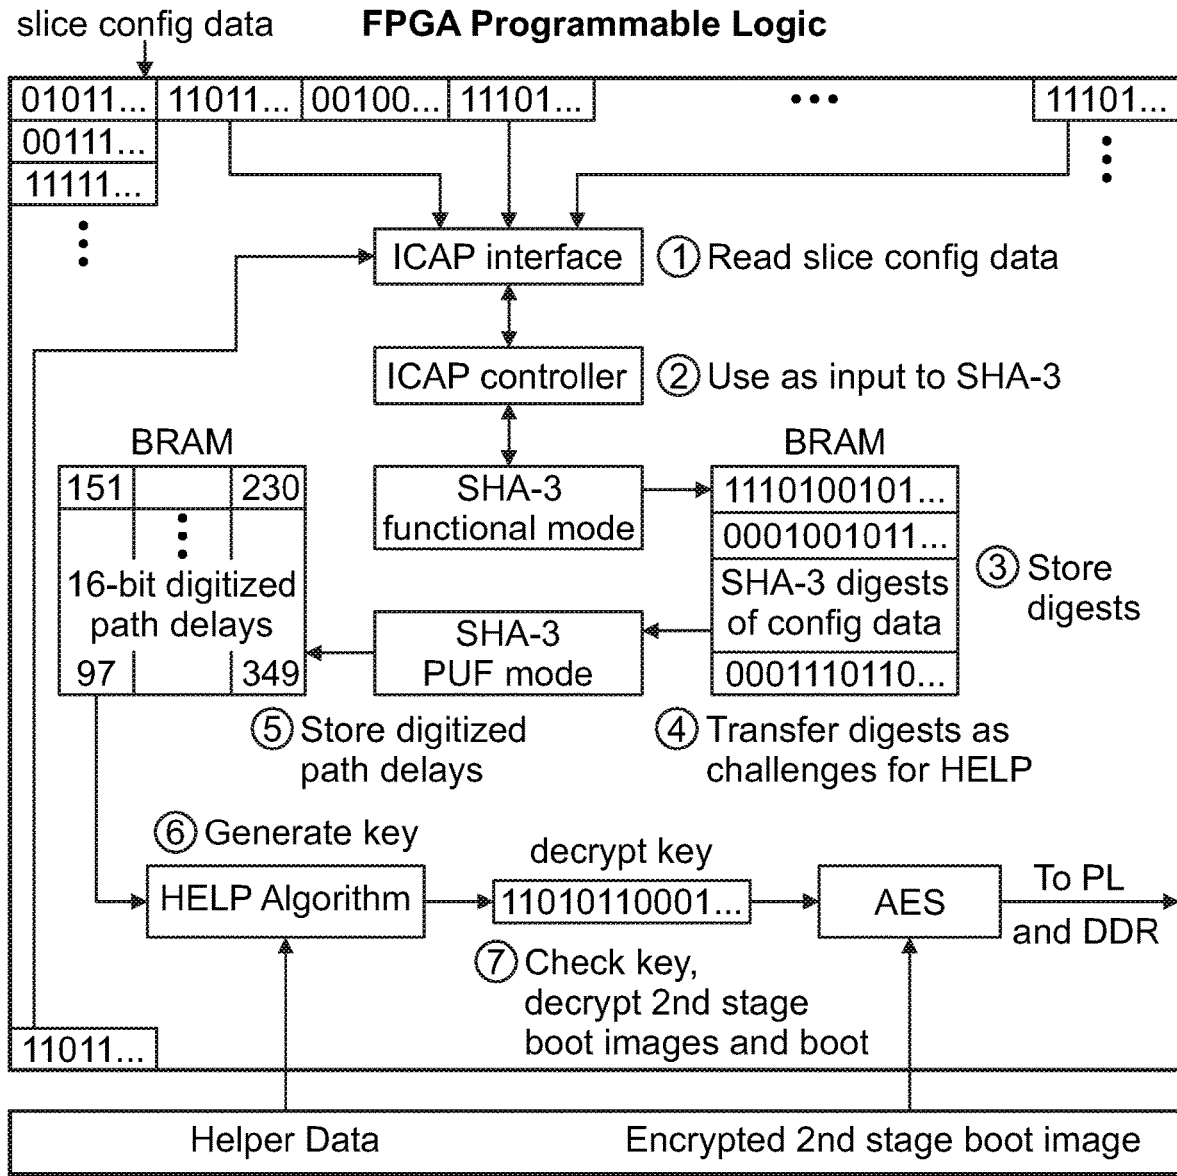 slice config data
FPGA Programmable Logic
01011... 11011... 00100... 11101... ••• 11101...
00111...
11111...
ICAP interface
① Read slice config data
ICAP controller
② Use as input to SHA-3
BRAM
151 230
16-bit digitized
path delays
97 349
SHA-3
functional mode
BRAM
1110100101...
0001001011...
SHA-3 digests
of config data
0001110110...
③ Store
digests
SHA-3
PUF mode
④ Transfer digests as
challenges for HELP
⑤ Store digitized
path delays
⑥ Generate key
HELP Algorithm
decrypt key
11010110001...
AES
To PL
and DDR
⑦ Check key,
decrypt 2nd stage
boot images and boot
11011...
Helper Data
Encrypted 2nd stage boot image